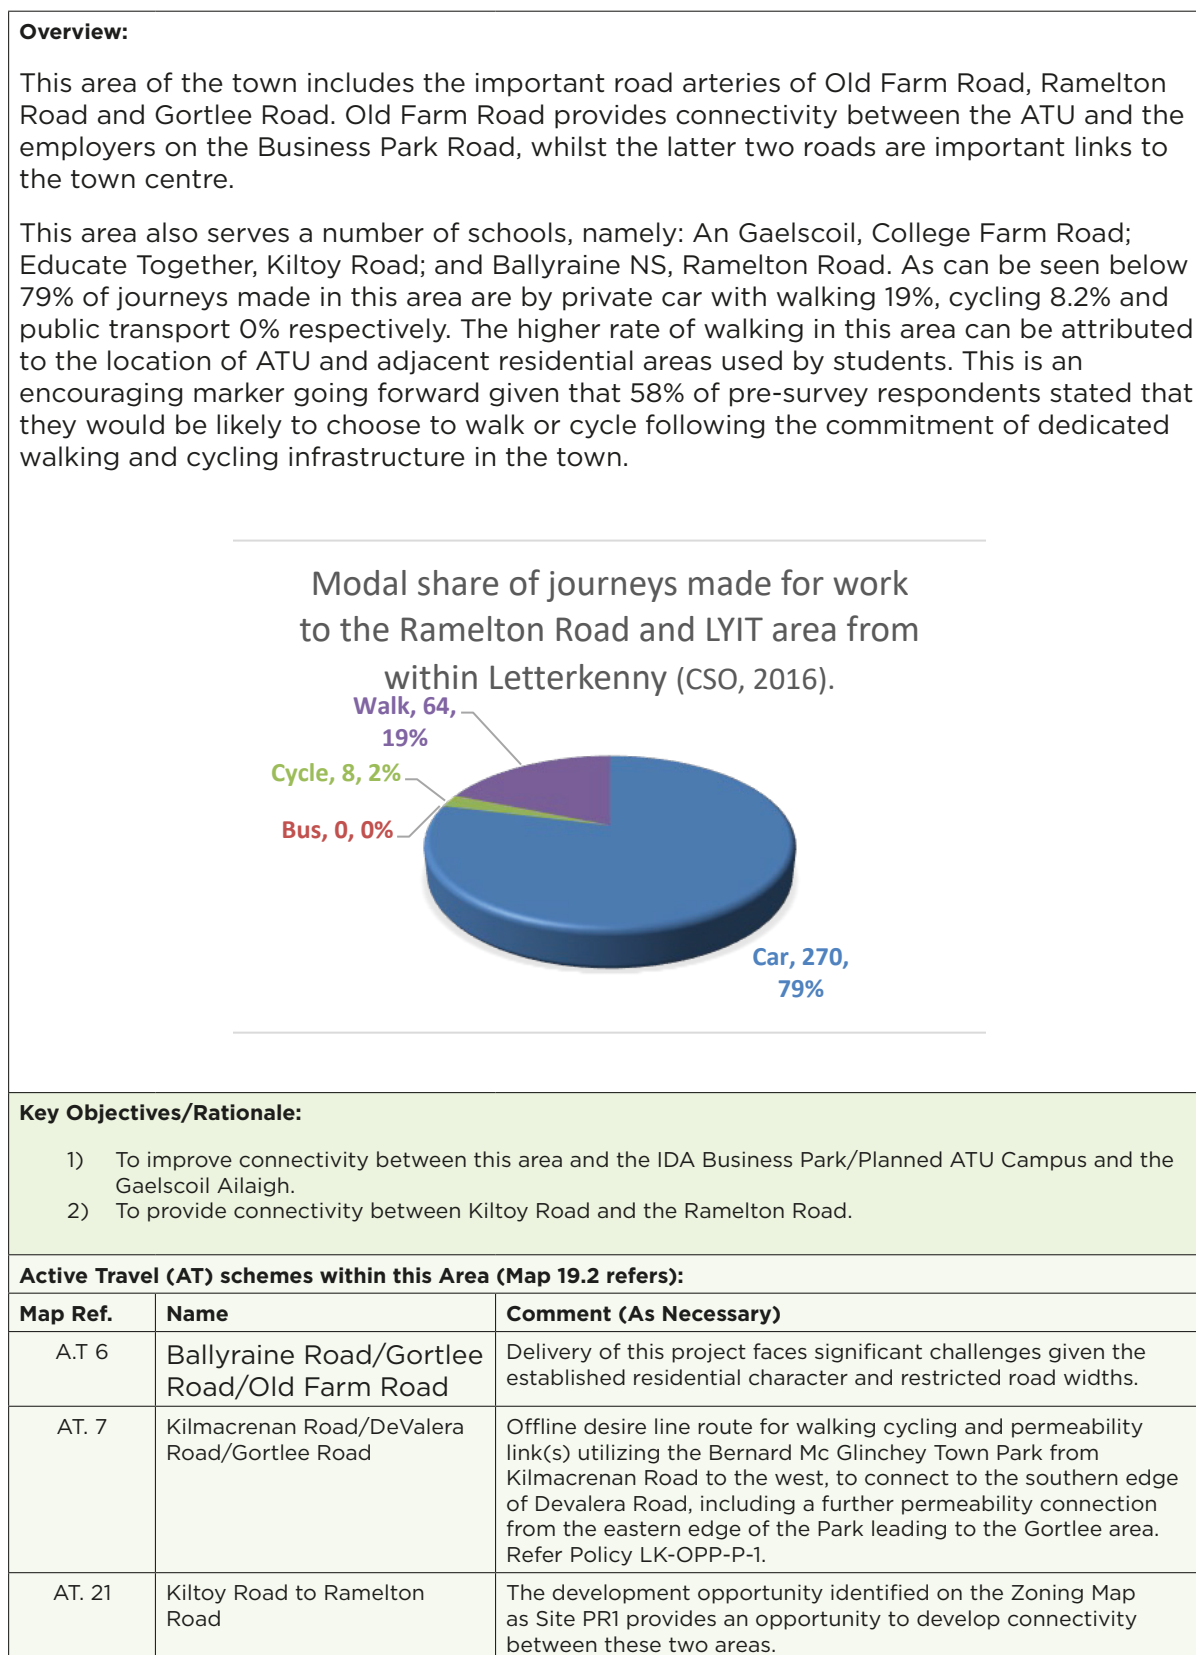 Overview:
This area of the town includes the important road arteries of Old Farm Road, Ramelton
Road and Gortlee Road. Old Farm Road provides connectivity between the ATU and the
employers on the Business Park Road, whilst the latter two roads are important links to
the town centre.
This area also serves a number of schools, namely: An Gaelscoil, College Farm Road;
Educate Together, Kiltoy Road; and Ballyraine NS, Ramelton Road. As can be seen below
79% of journeys made in this area are by private car with walking 19%, cycling 8.2% and
public transport 0% respectively. The higher rate of walking in this area can be attributed
to the location of ATU and adjacent residential areas used by students. This is an
encouraging marker going forward given that 58% of pre-survey respondents stated that
they would be likely to choose to walk or cycle following the commitment of dedicated
walking and cycling infrastructure in the town.
Modal share of journeys made for work
to the Ramelton Road and LYIT area from
within Letterkenny (CSO, 2016).
Walk, 64,
19%
Cycle, 8, 2%
Bus, 0, 0%
Car, 270,
79%
Key Objectives/Rationale:
1) To improve connectivity between this area and the IDA Business Park/Planned ATU Campus and the
Gaelscoil Ailaigh.
2) To provide connectivity between Kiltoy Road and the Ramelton Road.
Active Travel (AT) schemes within this Area (Map 19.2 refers):
Map Ref. Name Comment (As Necessary)
A.T 6 Ballyraine Road/Gortlee Delivery of this project faces significant challenges given the
Road/Old Farm Road established residential character and restricted road widths.
AT. 7 Kilmacrenan Road/DeValera Offline desire line route for walking cycling and permeability
Road/Gortlee Road link(s) utilizing the Bernard Mc Glinchey Town Park from
Kilmacrenan Road to the west, to connect to the southern edge
of Devalera Road, including a further permeability connection
from the eastern edge of the Park leading to the Gortlee area.
Refer Policy LK-OPP-P-1.
AT. 21 Kiltoy Road to Ramelton The development opportunity identified on the Zoning Map
Road as Site PR1 provides an opportunity to develop connectivity
between these two areas.